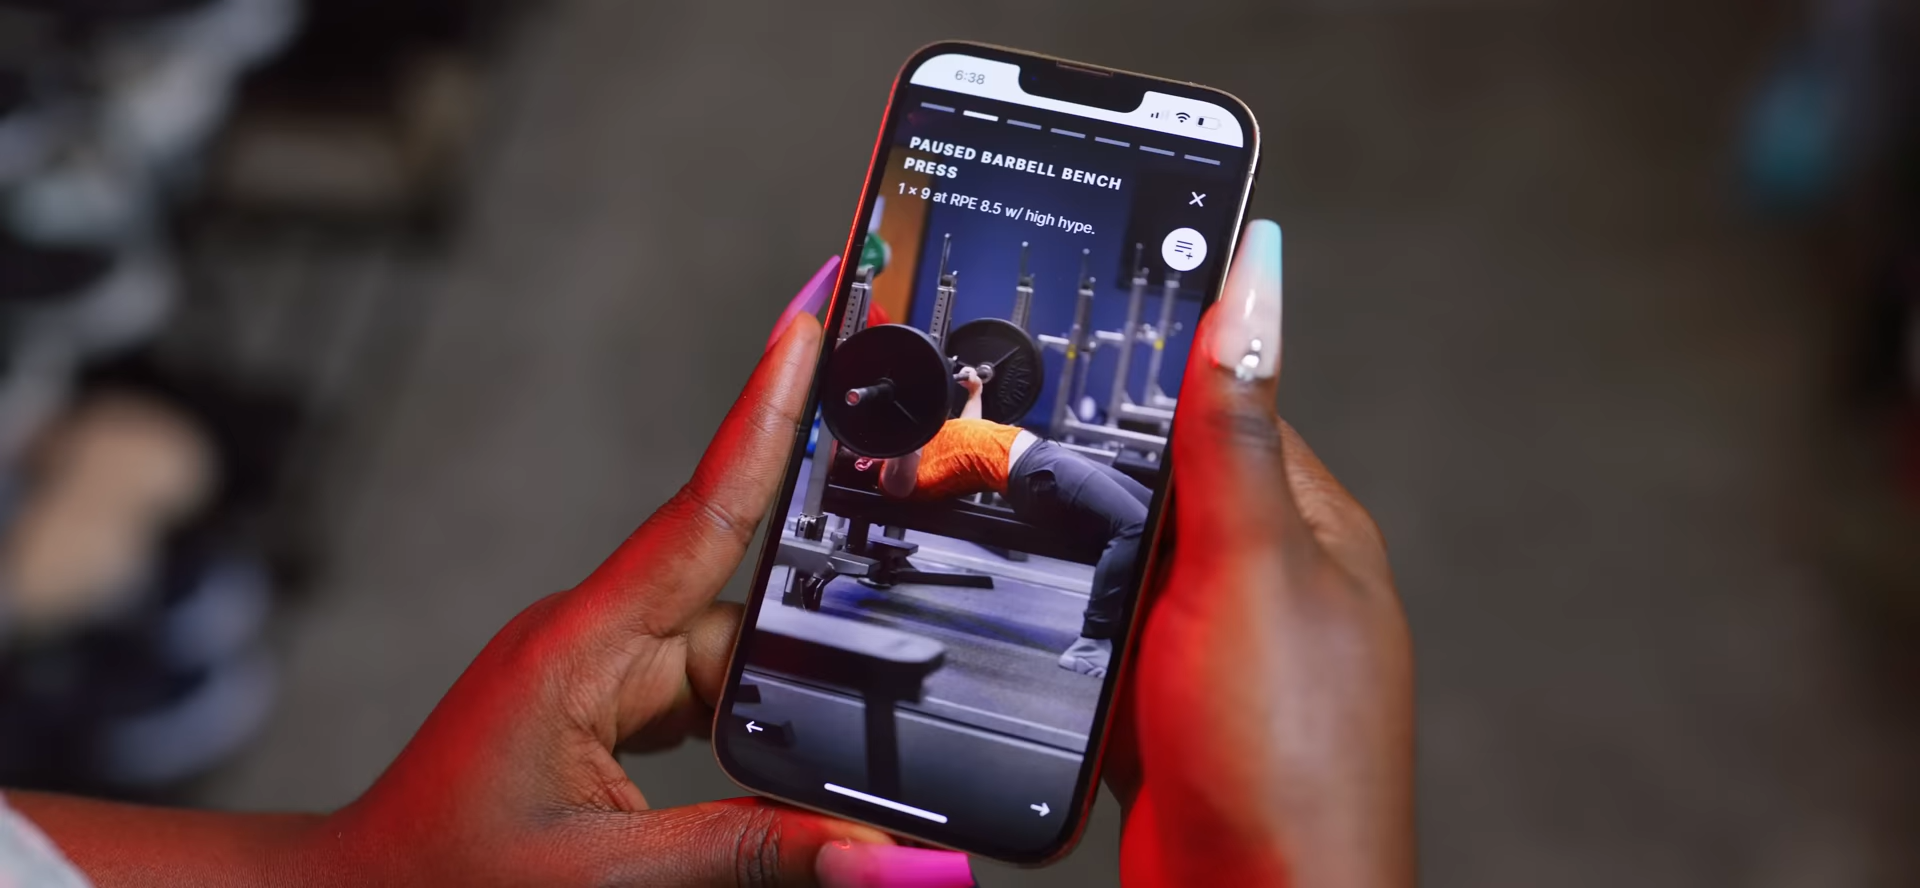 6:38
PAUSED BARBELL BENCH
PRESS
1 × 9 at RPE 8.5 w/ high hype.